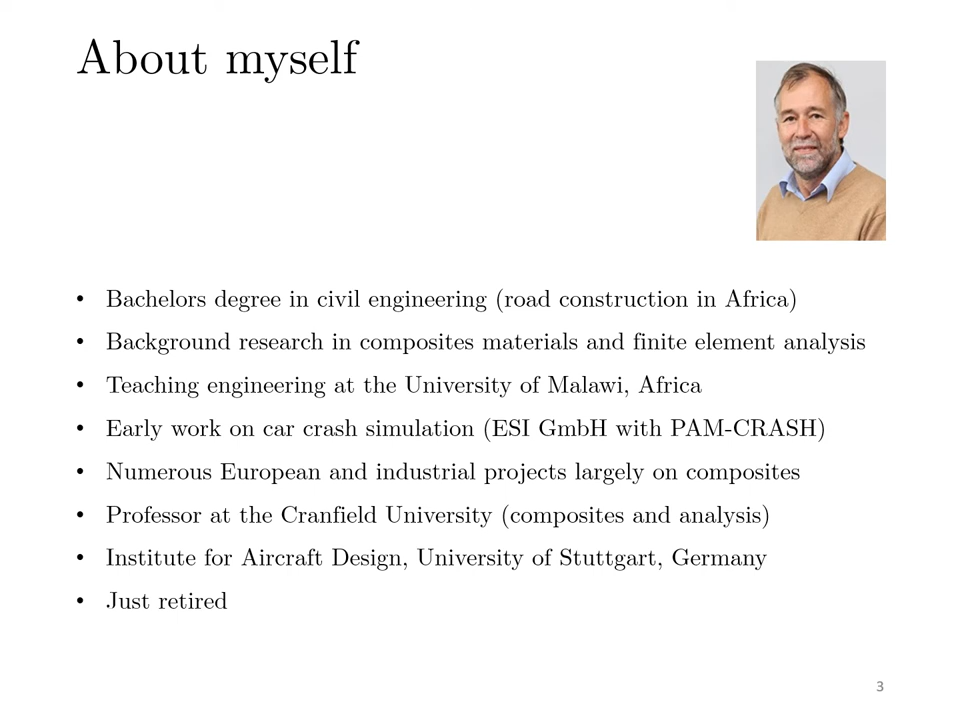 About myself
• Bachelors degree in civil engineering (road construction in Africa)
• Background research in composites materials and finite element analysis
• Teaching engineering at the University of Malawi, Africa
• Early work on car crash simulation (ESI GmbH with PAM-CRASH)
• Numerous European and industrial projects largely on composites
• Professor at the Cranfield University (composites and analysis)
• Institute for Aircraft Design, University of Stuttgart, Germany
• Just retired
3